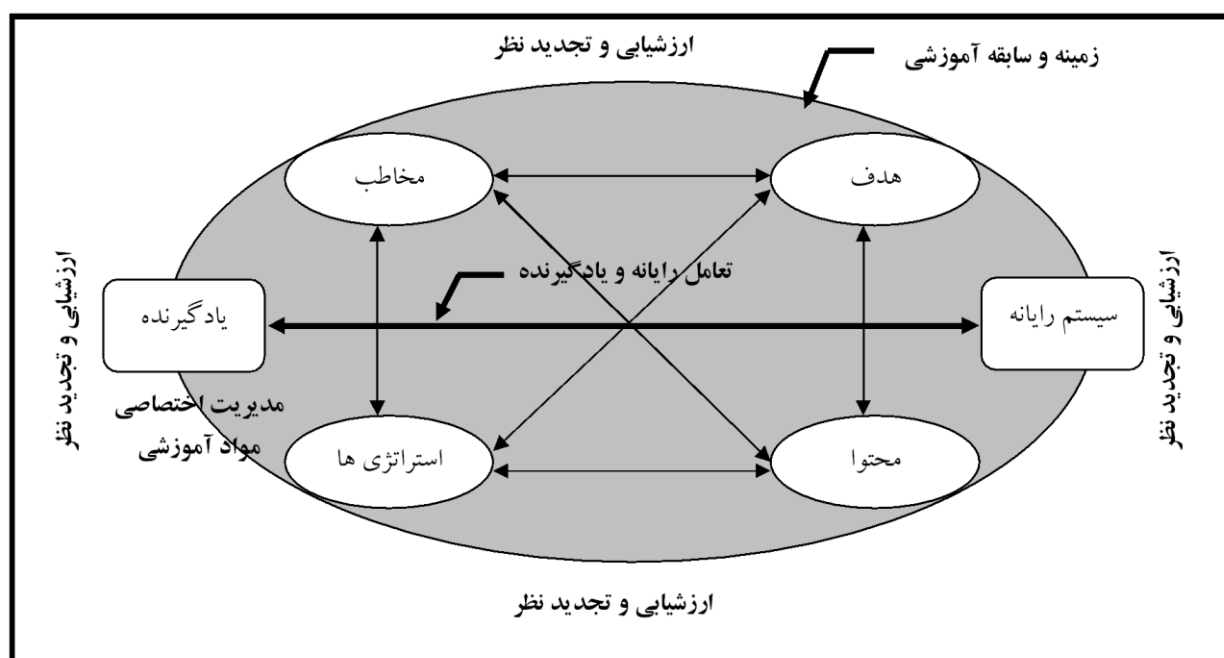 ارزشیابی و تجدید نظر
زمینه و سابقه آموزشی
هدف
مخاطب
تعامل رایانه و یادگیرنده
ارزشیابی و تجدید نظر
سیستم رایانه
یادگیرنده
ارزشیابی و تجدید نظر
مدیریت اختصاصی
مواد آموزشی
محتوا
استراتژی ها
ارزشیابی و تجدید نظر